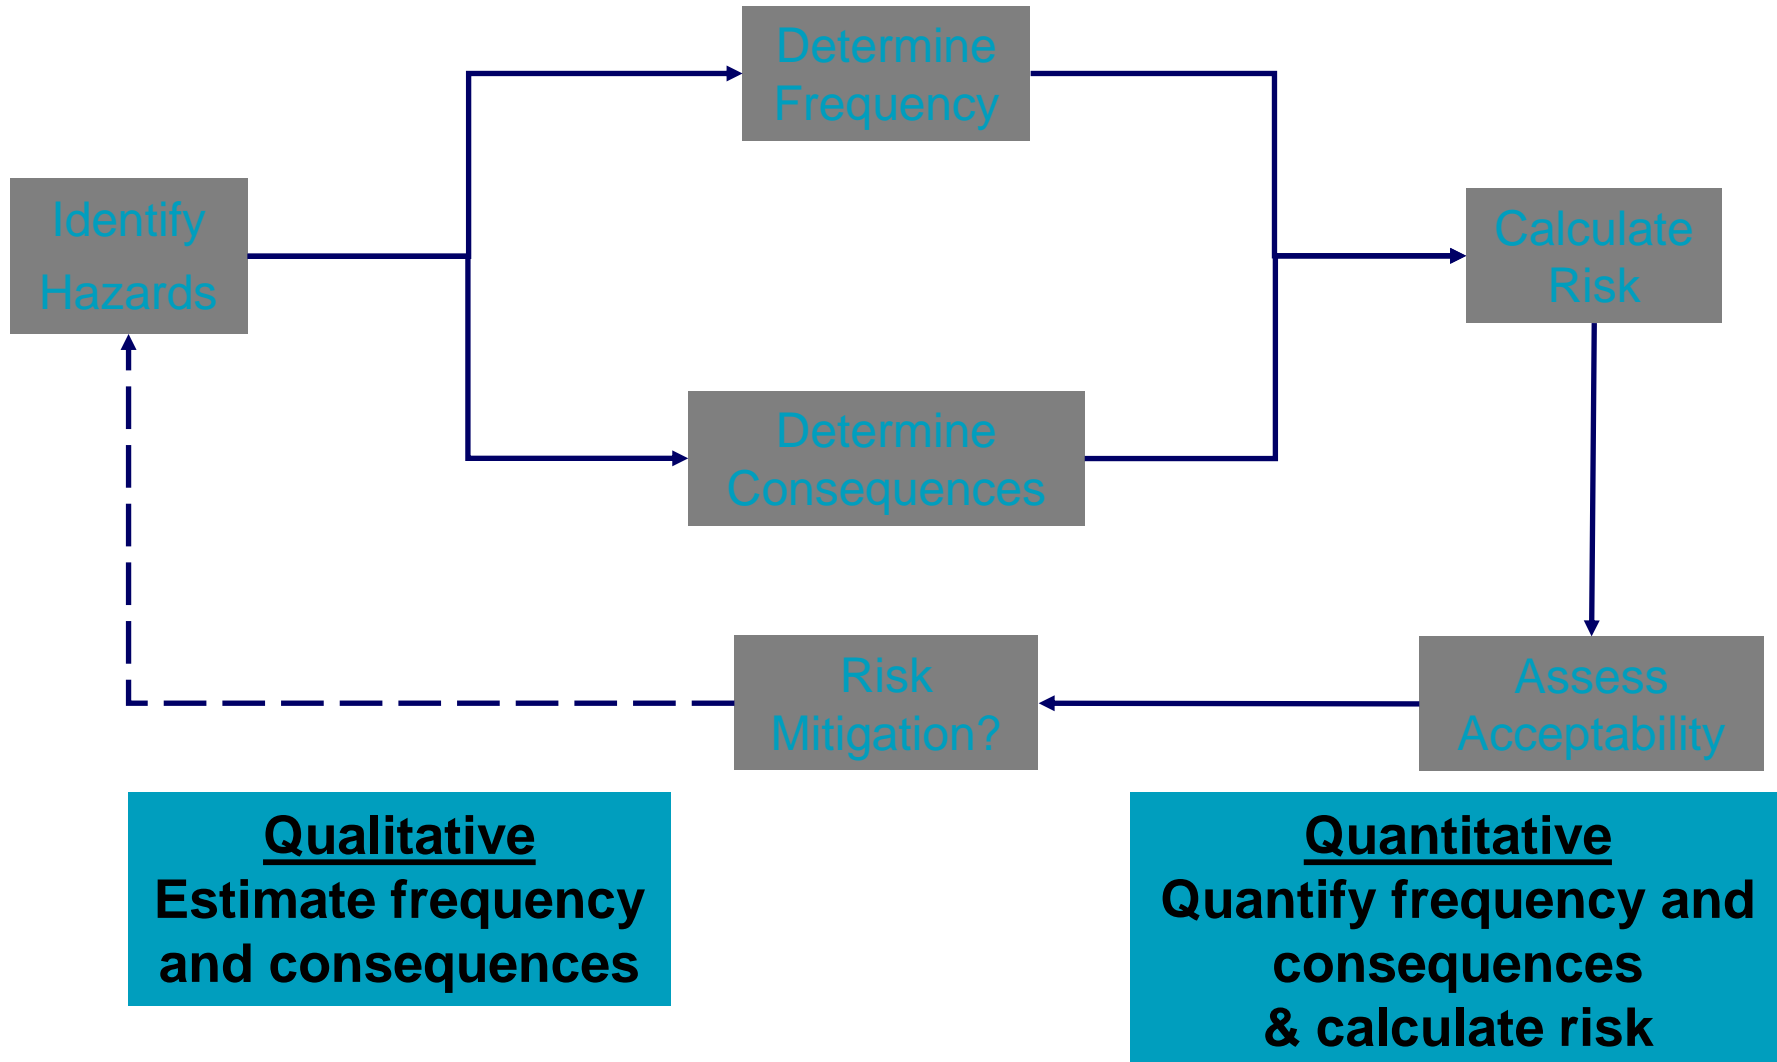 Determine
Frequency
Identify
Hazards
Calculate
Risk
Determine
Consequences
Risk
Mitigation?
Assess
Acceptability
Qualitative
Estimate frequency
and consequences
Quantitative
Quantify frequency and
consequences
& calculate risk